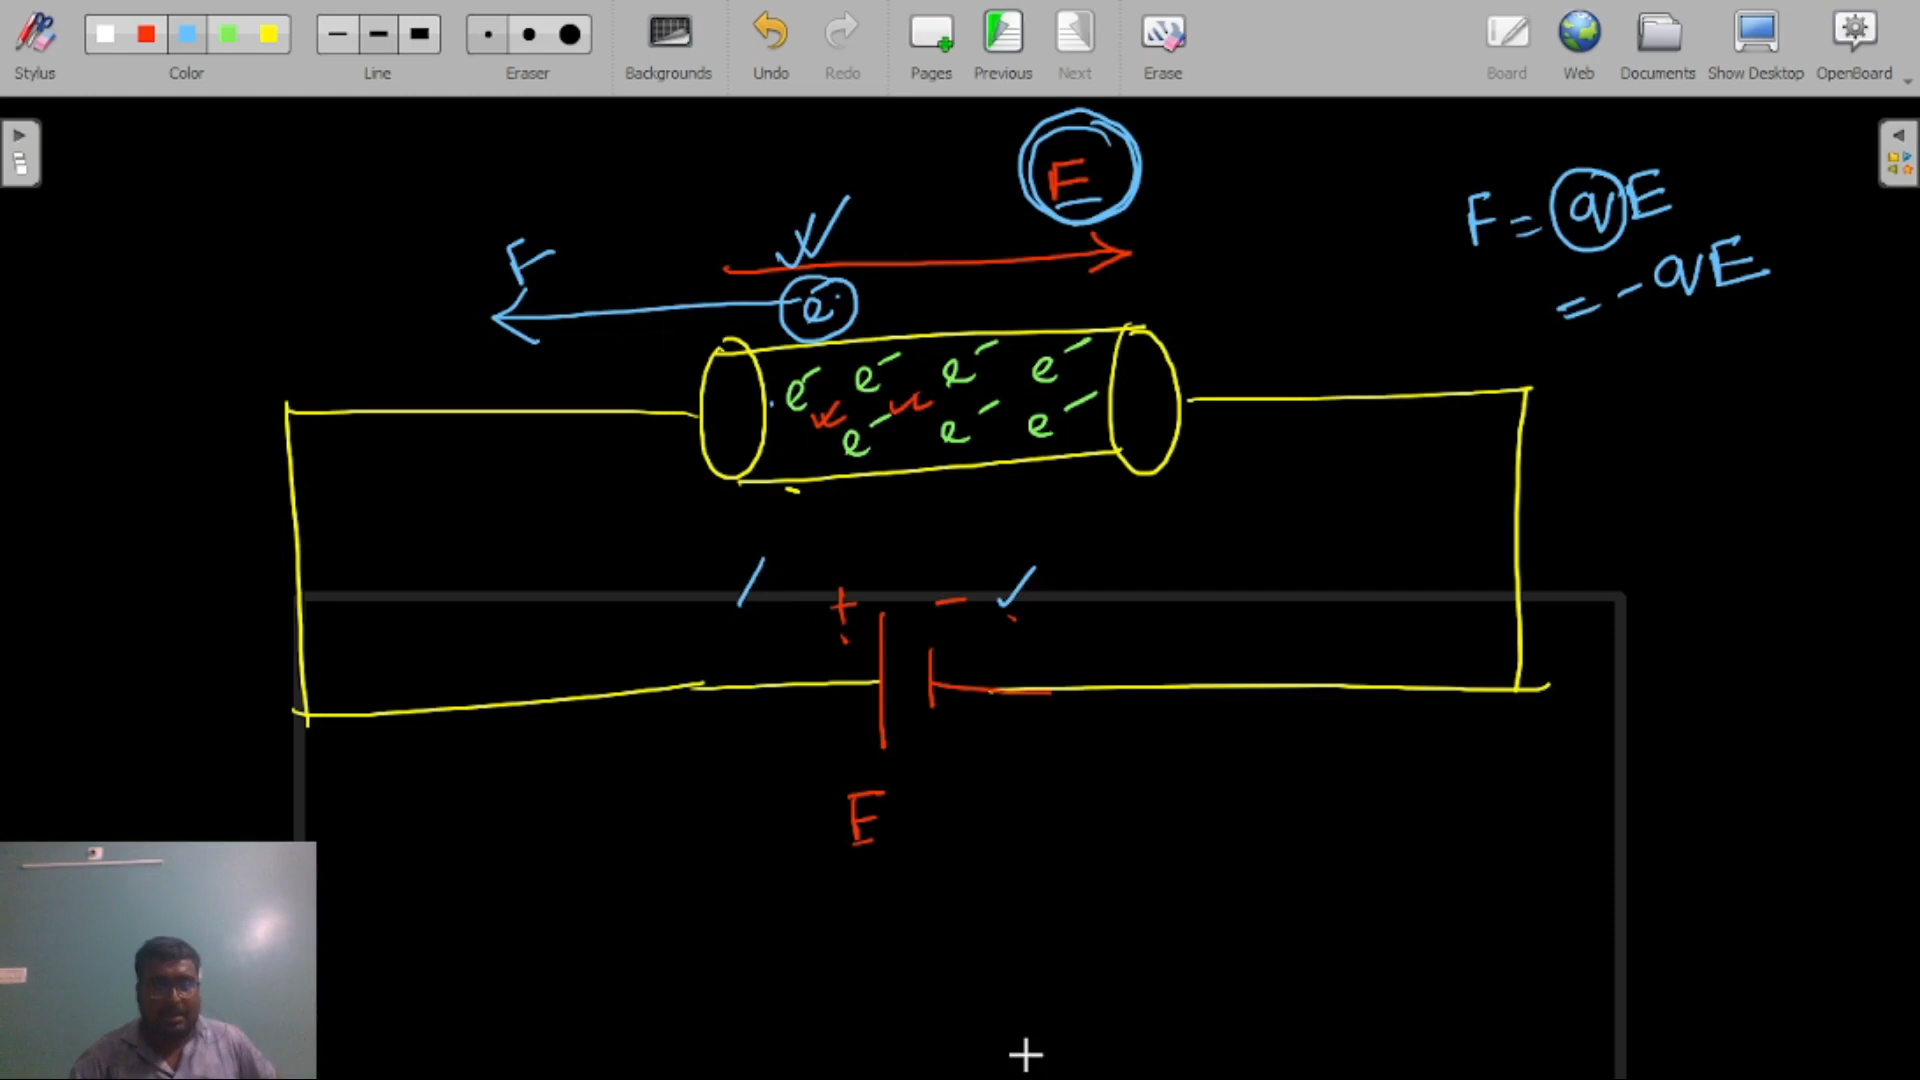 Stylus Color Line Eraser Backgrounds Undo Redo Pages Previous Next Erase Board Web Documents Show Desktop OpenBoard
E
F = qE
= - qE
F
e-
e- e- e- e-
e- e- e-
+ -
E